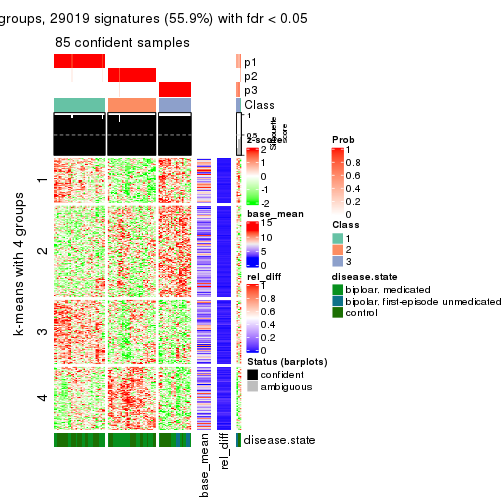 groups, 29019 signatures (55.9%) with fdr < 0.05
85 confident samples
p1
p2
p3
Class
0.5
Silhouette
score
k-means with 4 groups
1
2
3
4
base_mean
rel_diff
disease.state
z-score
2
1
0
-1
-2
base_mean
15
10
5
0
rel_diff
1
0.8
0.6
0.4
0.2
0
Status (barplots)
confident
ambiguous
Prob
1
0.8
0.6
0.4
0.2
0
Class
1
2
3
disease.state
bipolar, medicated
bipolar, first-episode unmedicated
control